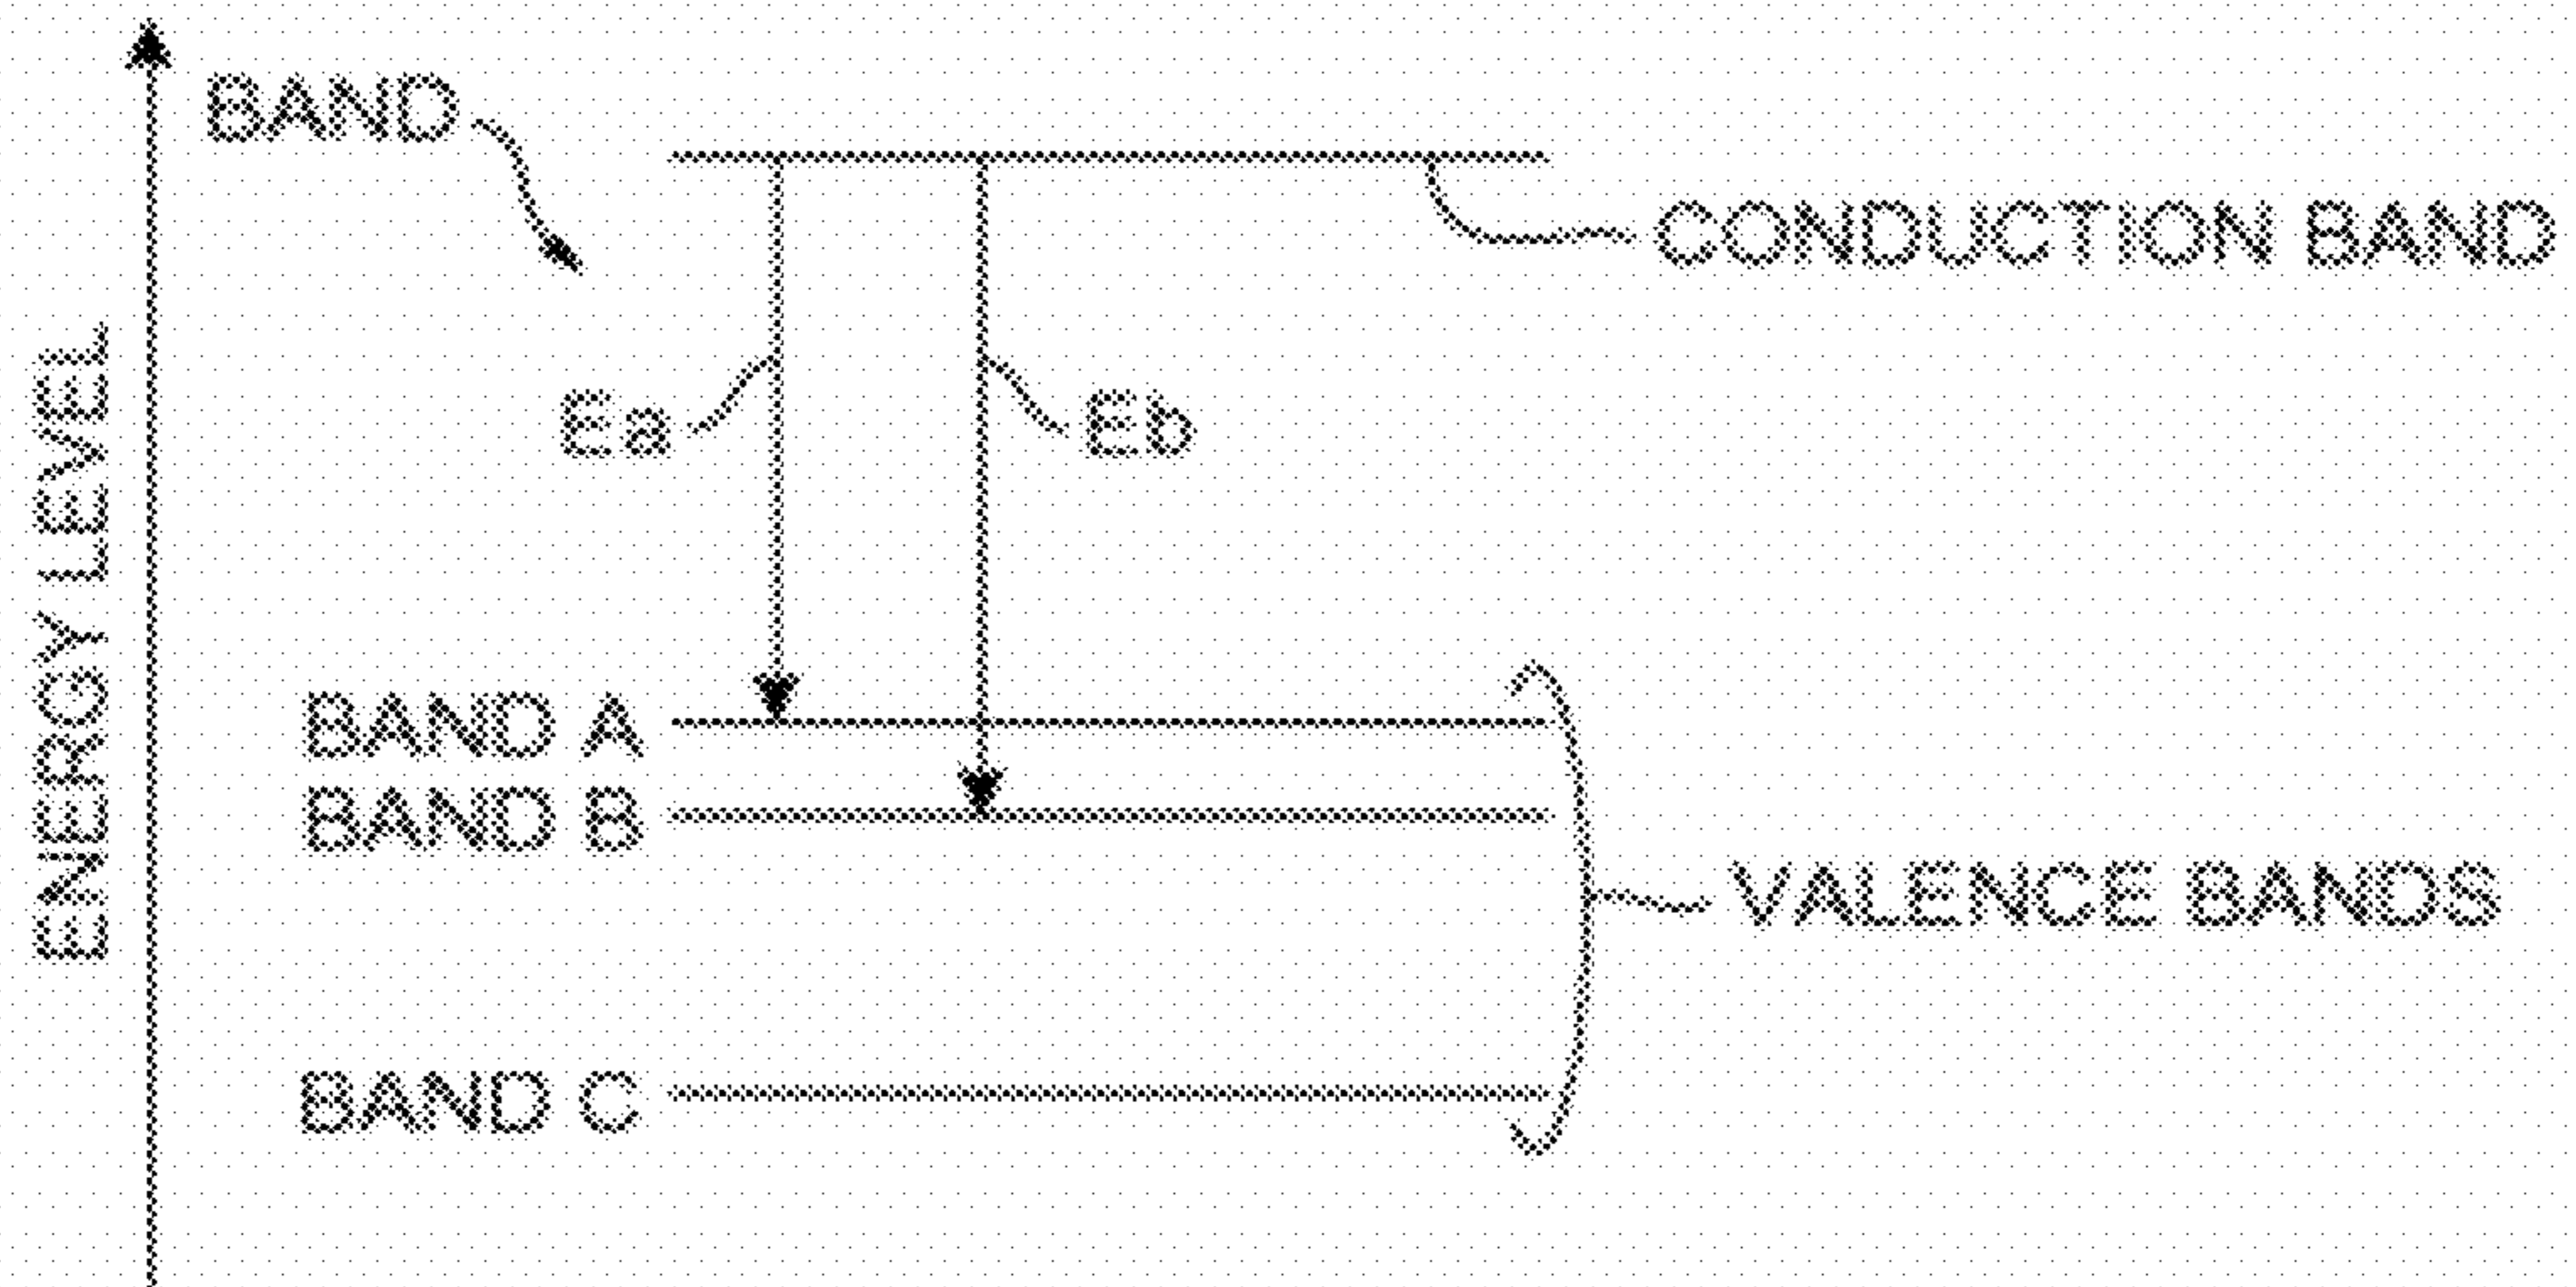 BAND
CONDUCTION BAND
ENERGY LEVEL
Ea
Eb
BAND A
BAND B
VALENCE BANDS
BAND C